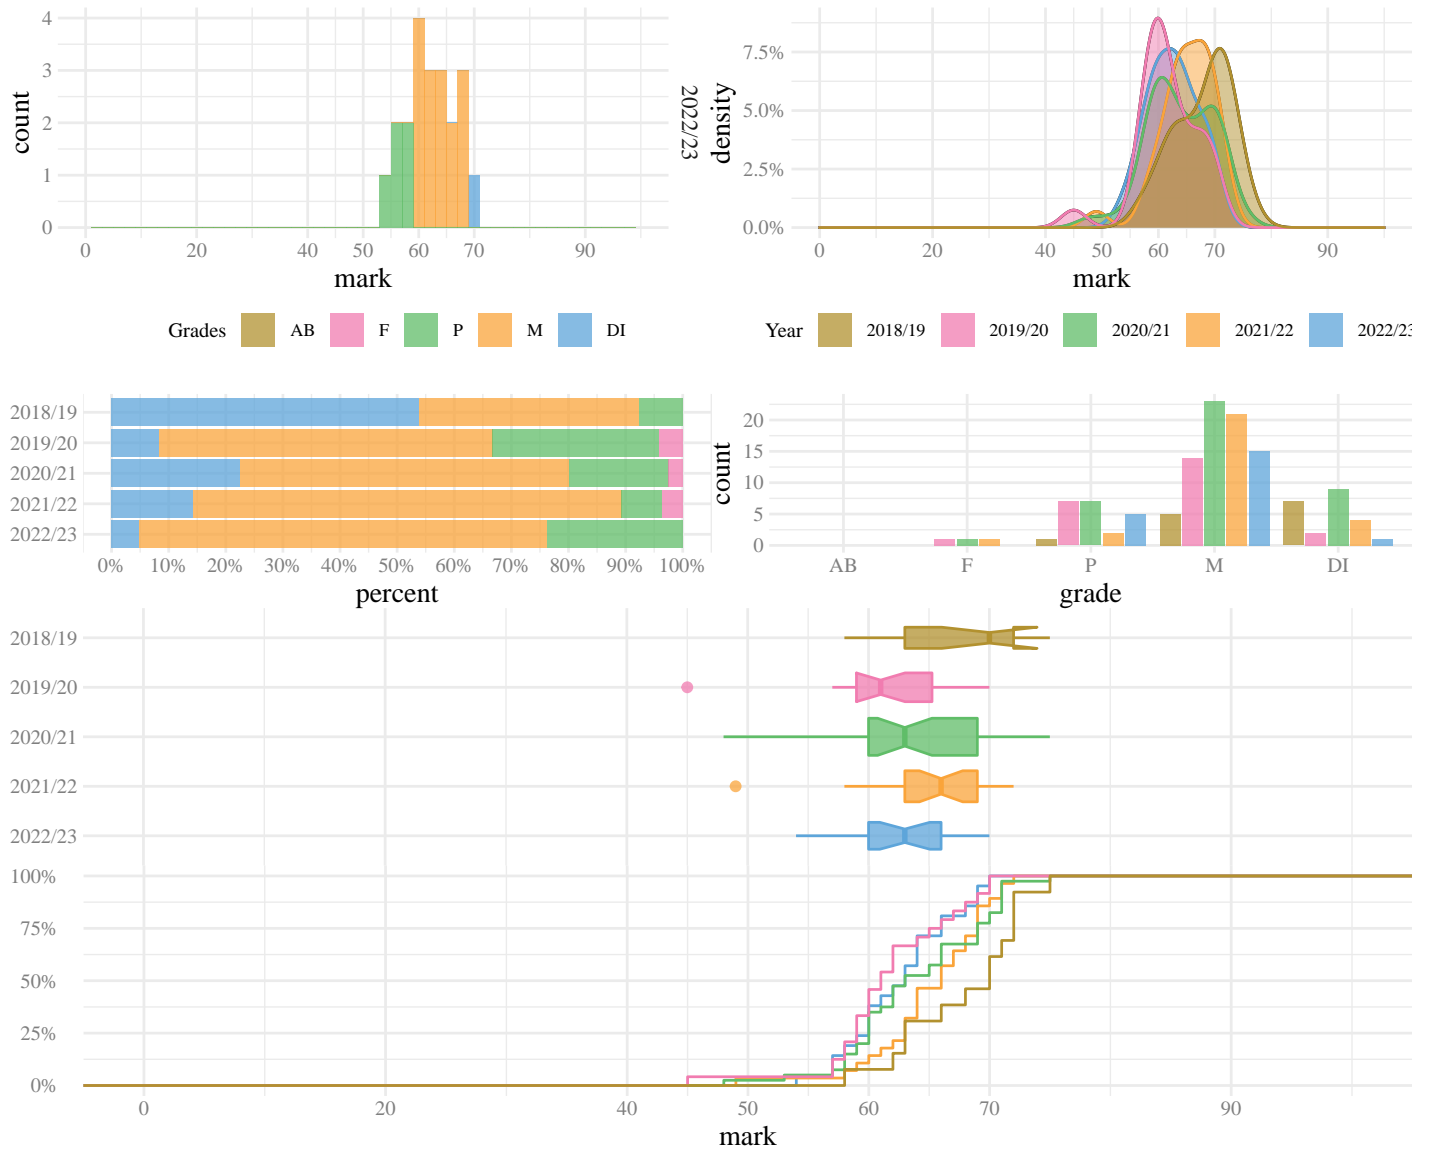 4
3
2
1
0
count
0 20 40 50 60 70 90
mark
2022/23
7.5%
5.0%
2.5%
0.0%
density
0 20 40 50 60 70 90
mark
Grades AB F P M DI
Year 2018/19 2019/20 2020/21 2021/22 2022/23
2018/19
2019/20
2020/21
2021/22
2022/23
0% 10% 20% 30% 40% 50% 60% 70% 80% 90% 100%
percent
20
15
10
5
0
count
AB F P M DI
grade
2018/19
2019/20
2020/21
2021/22
2022/23
100%
75%
50%
25%
0%
0 20 40 50 60 70 90
mark